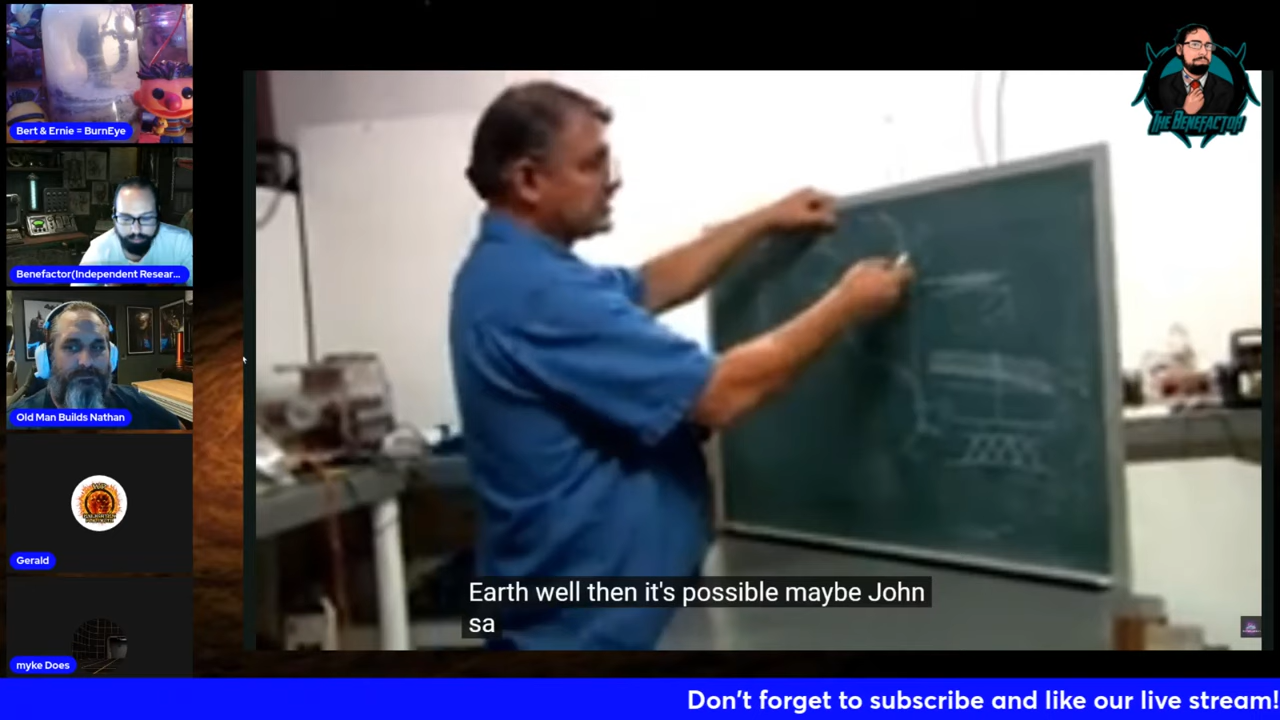 Bert & Ernie = BurnEye
Benefactor(Independent Resear...
Old Man Builds Nathan
Gerald
myke Does
THE BENEFACTOR
Earth well then it's possible maybe John
sa
Don't forget to subscribe and like our live stream!